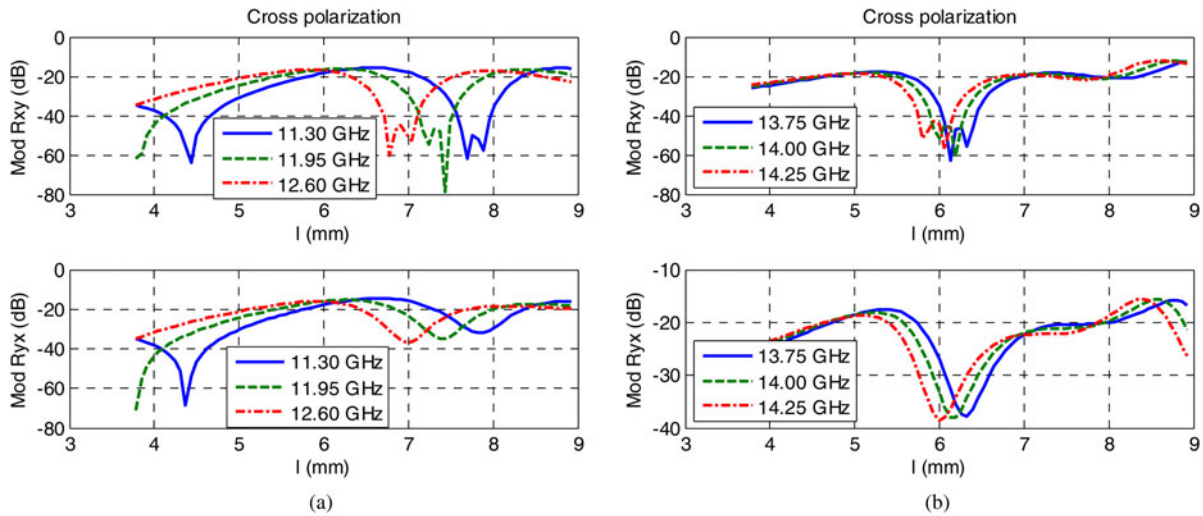 Cross polarization
Mod Rxy (dB)
0
-20
-40
-60
-80
11.30 GHz
11.95 GHz
12.60 GHz
3 4 5 6 7 8 9
l (mm)
Mod Ryx (dB)
0
-20
-40
-60
-80
11.30 GHz
11.95 GHz
12.60 GHz
3 4 5 6 7 8 9
l (mm)
(a)
Cross polarization
Mod Rxy (dB)
0
-20
-40
-60
-80
13.75 GHz
14.00 GHz
14.25 GHz
3 4 5 6 7 8 9
l (mm)
Mod Ryx (dB)
-10
-20
-30
-40
13.75 GHz
14.00 GHz
14.25 GHz
3 4 5 6 7 8 9
l (mm)
(b)